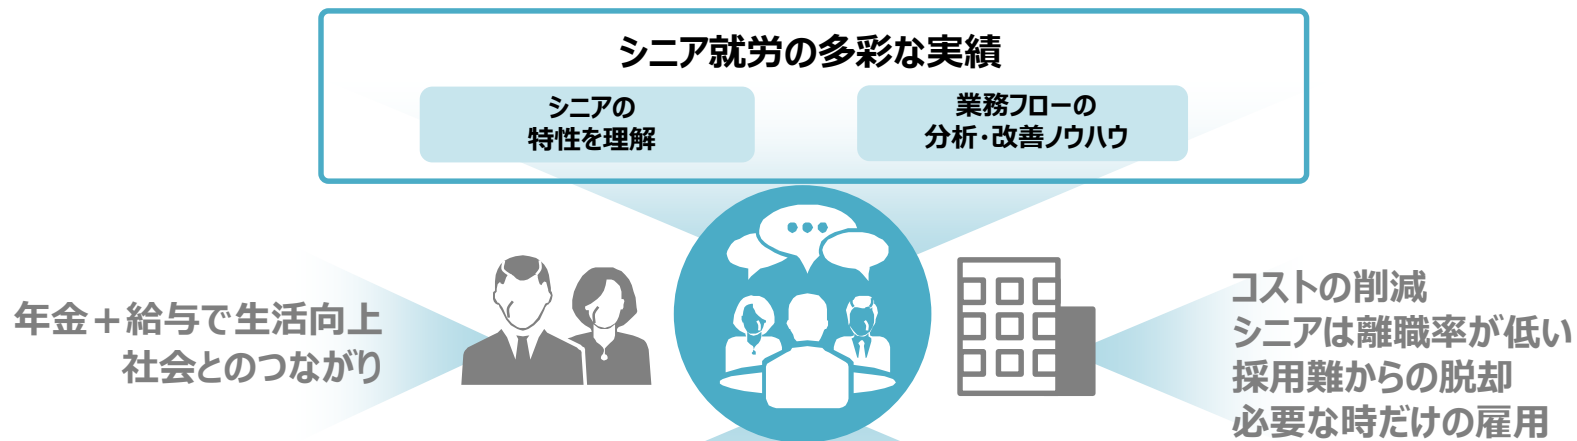 シニア就労の多彩な実績
シニアの
特性を理解
業務フローの
分析・改善ノウハウ
年金＋給与で生活向上
社会とのつながり
コストの削減
シニアは離職率が低い
採用難からの脱却
必要な時だけの雇用